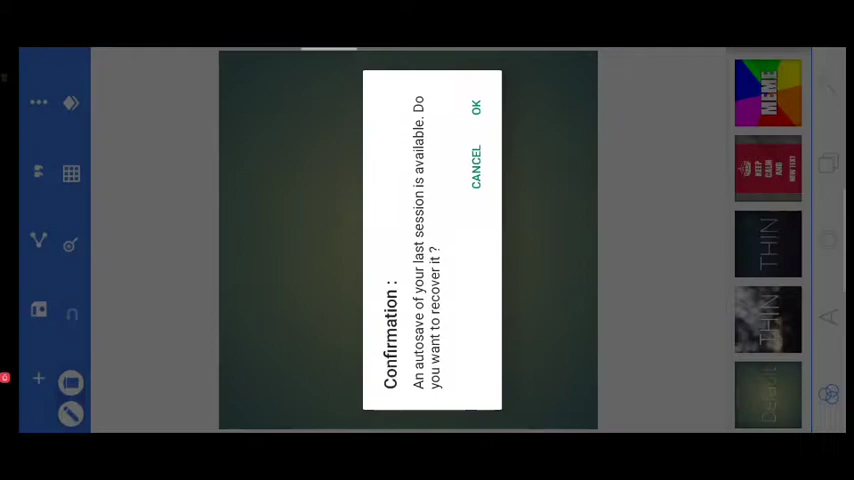 Confirmation :
An autosave of your last session is available. Do
you want to recover it ?
CANCEL
OK
MEME
KEEP
CALM
AND
NEW TEXT
THIN
THIN
Default
A